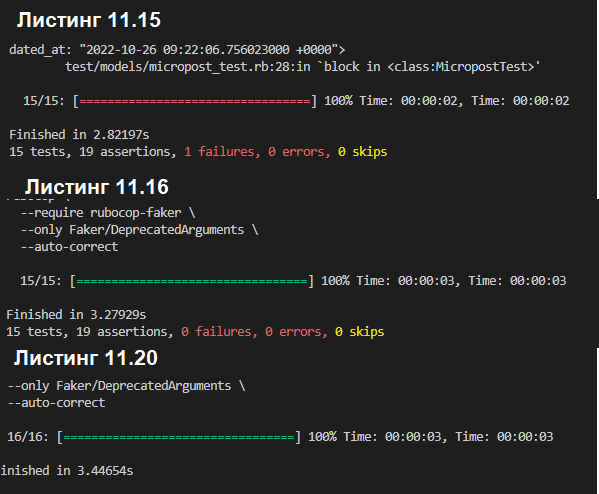 Листинг 11.15
dated_at: "2022-10-26 09:22:06.756023000 +0000">
test/models/micropost_test.rb:28:in `block in <class:MicropostTest>'
15/15: [=================================] 100% Time: 00:00:02, Time: 00:00:02
Finished in 2.82197s
15 tests, 19 assertions, 1 failures, 0 errors, 0 skips
Листинг 11.16
--require rubocop-faker \
--only Faker/DeprecatedArguments \
--auto-correct
15/15: [=================================] 100% Time: 00:00:03, Time: 00:00:03
Finished in 3.27929s
15 tests, 19 assertions, 0 failures, 0 errors, 0 skips
Листинг 11.20
--only Faker/DeprecatedArguments \
--auto-correct
16/16: [=================================] 100% Time: 00:00:03, Time: 00:00:03
inished in 3.44654s